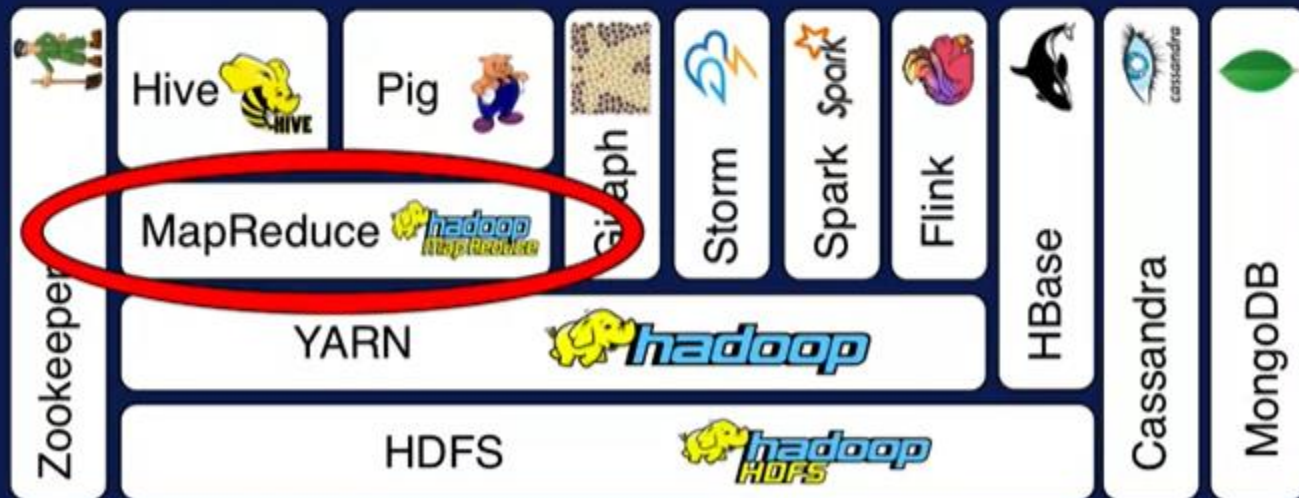 Zookeeper
Hive
HIVE
Pig
Giraph
Storm
Spark
Spark
Flink
HBase
Cassandra
cassandra
MongoDB
MapReduce
hadoop
Map Reduce
YARN
hadoop
HDFS
hadoop
HDFS